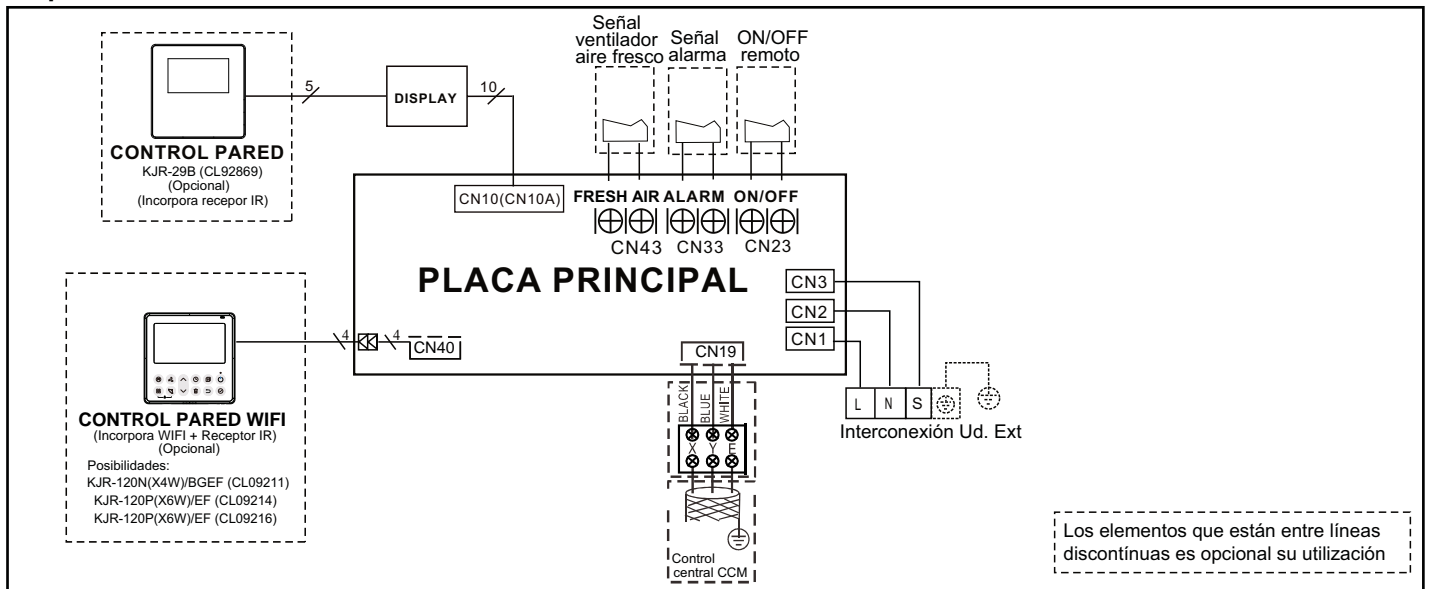 Señal
ventilador
aire fresco
Señal
alarma
ON/OFF
remoto
5
DISPLAY
10
CONTROL PARED
KJR-29B (CL92869)
(Opcional)
(Incorpora recepor IR)
CN10(CN10A)
FRESH AIR
ALARM
ON/OFF
CN43
CN33
CN23
PLACA PRINCIPAL
CN3
CN2
CN1
4
4
CN40
CN19
BLACK
BLUE
WHITE
X
Y
E
L
N
S
Interconexión Ud. Ext
CONTROL PARED WIFI
(Incorpora WIFI + Receptor IR)
(Opcional)
Posibilidades:
KJR-120N(X4W)/BGEF (CL09211)
KJR-120P(X6W)/EF (CL09214)
KJR-120P(X6W)/EF (CL09216)
Control
central CCM
Los elementos que están entre líneas
discontínuas es opcional su utilización